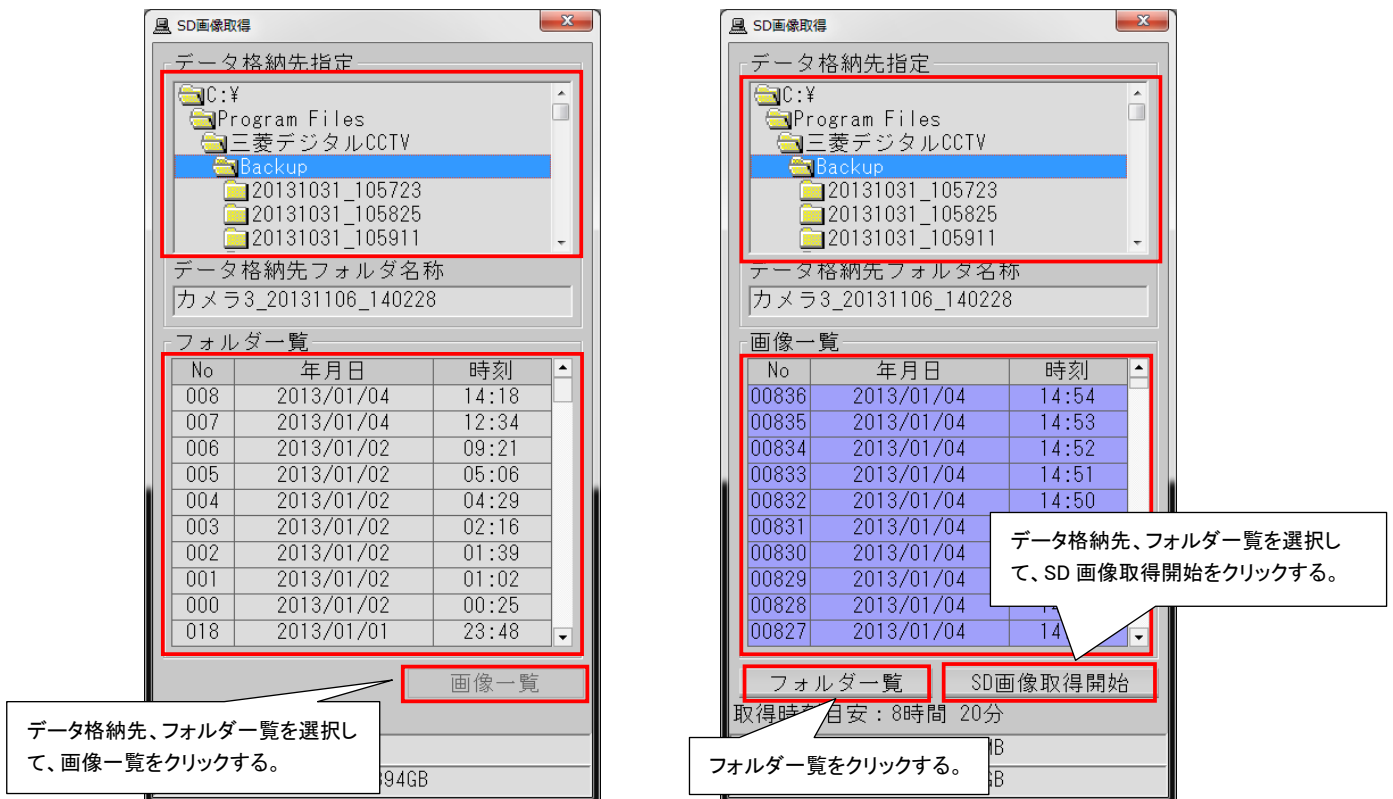 SD画像取得
データ格納先指定
C:¥
Program Files
三菱デジタルCCTV
Backup
20131031_105723
20131031_105825
20131031_105911
データ格納先フォルダ名称
カメラ3_20131106_140228
フォルダ一覧
No 年月日 時刻
008 2013/01/04 14:18
007 2013/01/04 12:34
006 2013/01/02 09:21
005 2013/01/02 05:06
004 2013/01/02 04:29
003 2013/01/02 02:16
002 2013/01/02 01:39
001 2013/01/02 01:02
000 2013/01/02 00:25
018 2013/01/01 23:48
画像一覧
データ格納先、フォルダ一覧を選択し
て、画像一覧をクリックする。
94GB
SD画像取得
データ格納先指定
C:¥
Program Files
三菱デジタルCCTV
Backup
20131031_105723
20131031_105825
20131031_105911
データ格納先フォルダ名称
カメラ3_20131106_140228
画像一覧
No 年月日 時刻
00836 2013/01/04 14:54
00835 2013/01/04 14:53
00834 2013/01/04 14:52
00833 2013/01/04 14:51
00832 2013/01/04 14:50
00831 2013/01/04
00830 2013/01/04
00829 2013/01/04
00828 2013/01/04
00827 2013/01/04 14
データ格納先、フォルダ一覧を選択し
て、SD 画像取得開始をクリックする。
フォルダ一覧 SD画像取得開始
取得時間目安：8時間 20分
フォルダ一覧をクリックする。